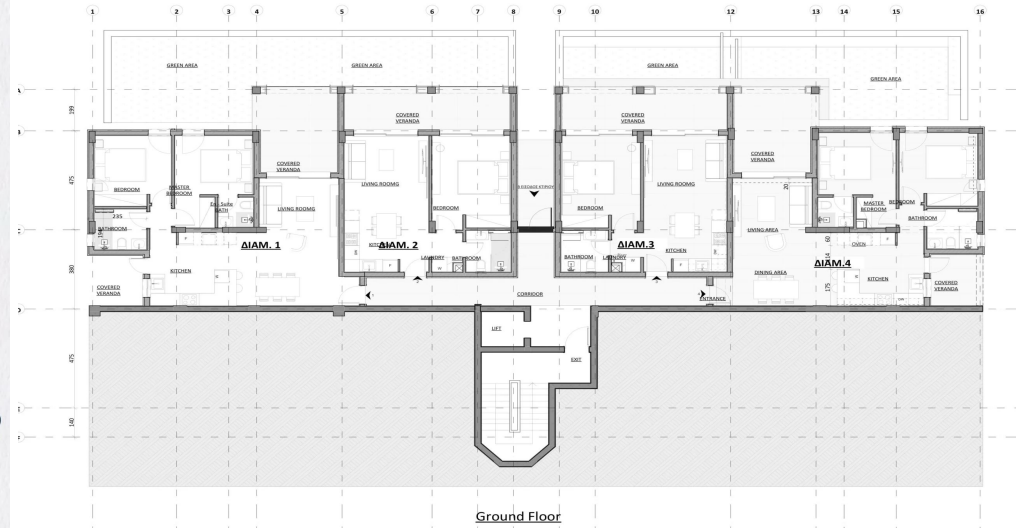 1 2 3 4 5 6 7 8 9 10 12 13 14 15 16
GREEN AREA
GREEN AREA
GREEN AREA
GREEN AREA
199
475
380
475
140
COVERED
VERANDA
COVERED
VERANDA
COVERED
VERANDA
COVERED
VERANDA
BEDROOM
MASTER
BEDROOM
BATH
235
BATHROOM
LIVING ROOMG
ΔΙΑΜ. 1
KITCHEN
COVERED
VERANDA
LIVING ROOMG
BEDROOM
ΔΙΑΜ. 2
LAUNDRY
BATHROOM
BEDROOM
LIVING ROOMG
ΔΙΑΜ.3
BATHROOM
KITCHEN
20
LIVING AREA
DINING AREA
MASTER
BEDROOM
BEDROOM
BATHROOM
60
OVEN
ΔΙΑΜ.4
KITCHEN
175
COVERED
VERANDA
CORRIDOR
ENTRANCE
LIFT
EXIT
Ground Floor